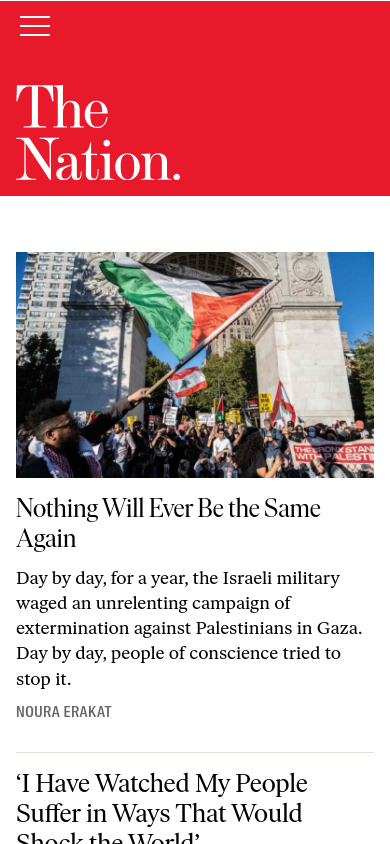 The
Nation.
THE BRONX STAN
WITH PALESTIN
Nothing Will Ever Be the Same
Again
Day by day, for a year, the Israeli military
waged an unrelenting campaign of
extermination against Palestinians in Gaza.
Day by day, people of conscience tried to
stop it.
NOURA ERAKAT
‘I Have Watched My People
Suffer in Ways That Would
Shock the World’